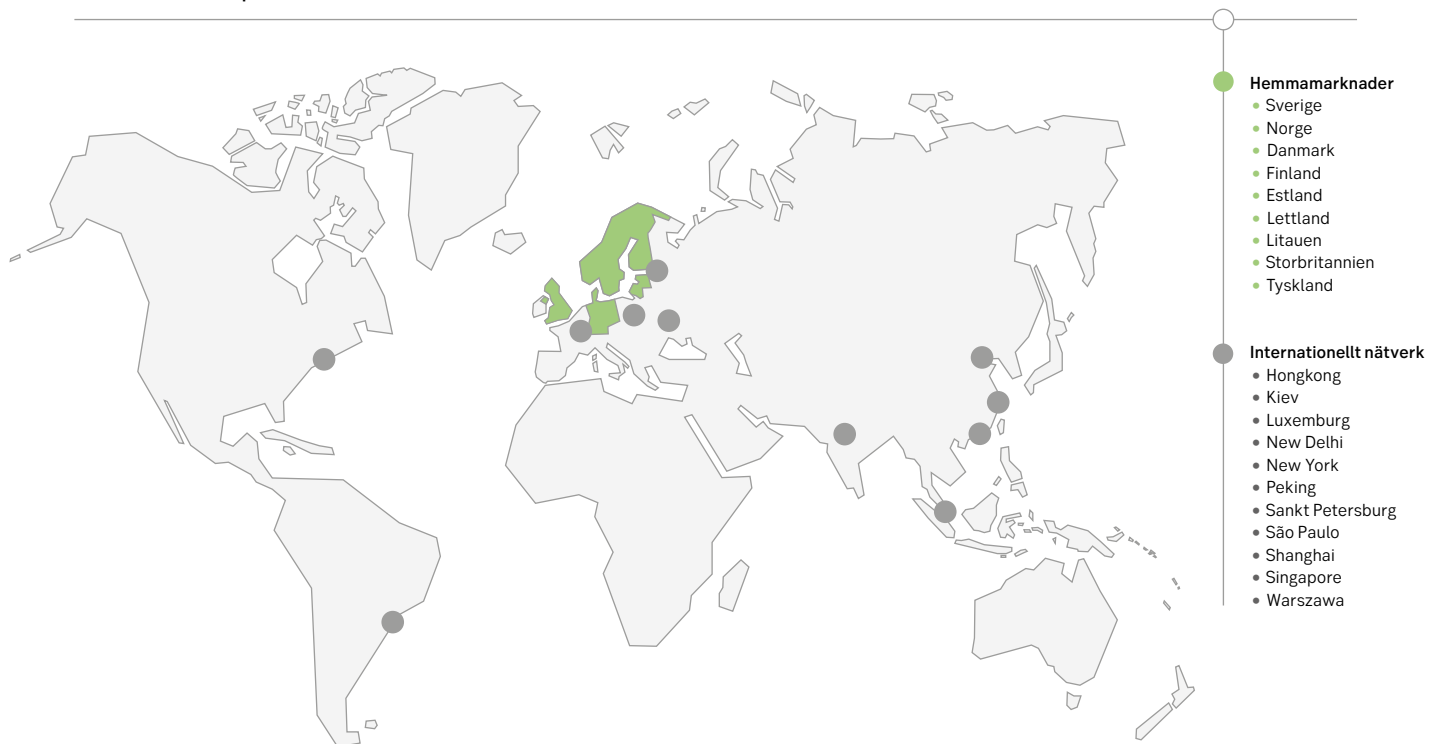 Hemmamarknader
• Sverige
• Norge
• Danmark
• Finland
• Estland
• Lettland
• Litauen
• Storbritannien
• Tyskland
Internationellt nätverk
• Hongkong
• Kiev
• Luxemburg
• New Delhi
• New York
• Peking
• Sankt Petersburg
• São Paulo
• Shanghai
• Singapore
• Warszawa